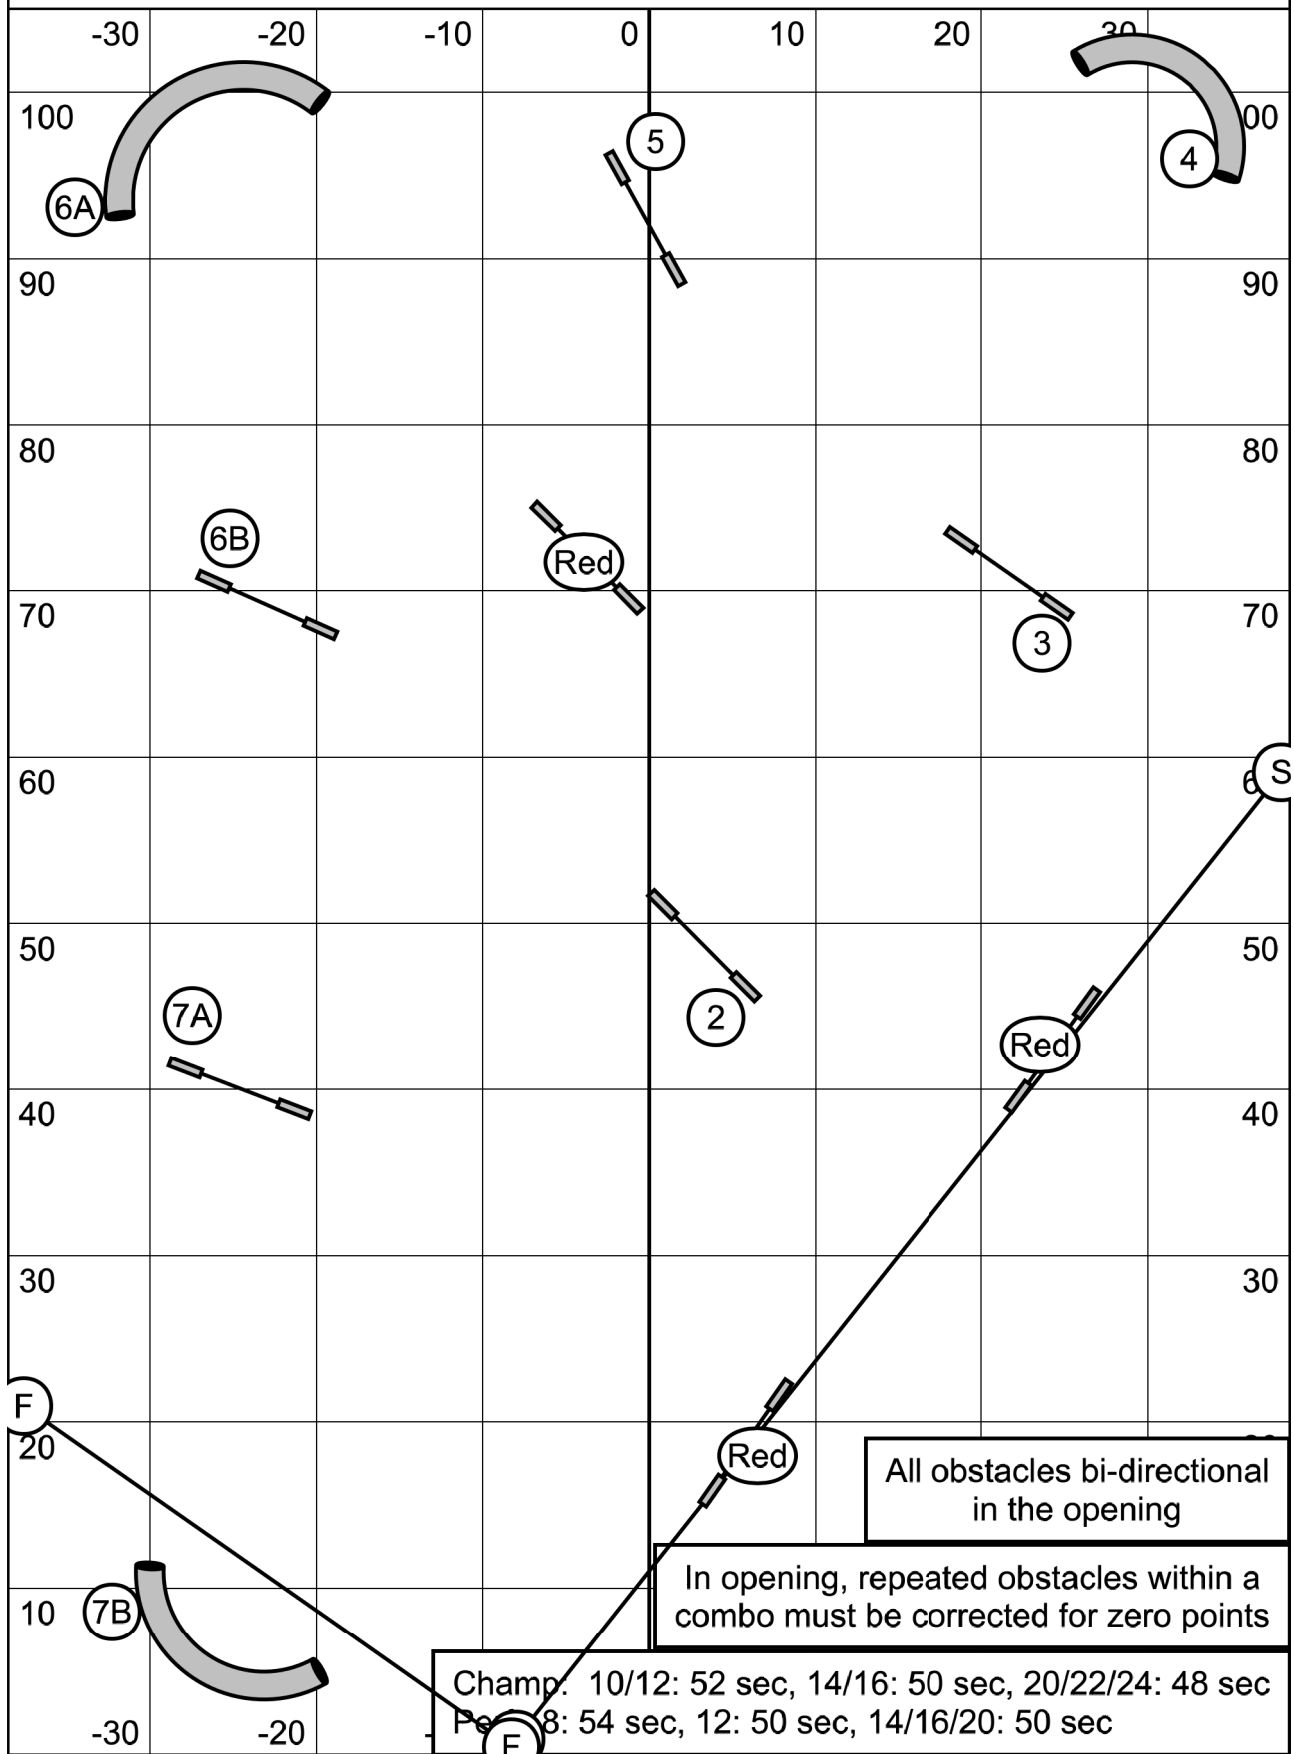 -30 -20 -10 0 10 20 30
100 00
5
4
6A
90 90
80 80
6B
Red
70 70
3
60 6 S
50 50
7A
2
Red
40 40
30 30
F
20
Red
All obstacles bi-directional
in the opening
In opening, repeated obstacles within a
combo must be corrected for zero points
10
7B
Champ: 10/12: 52 sec, 14/16: 50 sec, 20/22/24: 48 sec
8: 54 sec, 12: 50 sec, 14/16/20: 50 sec
-30 -20 -
F